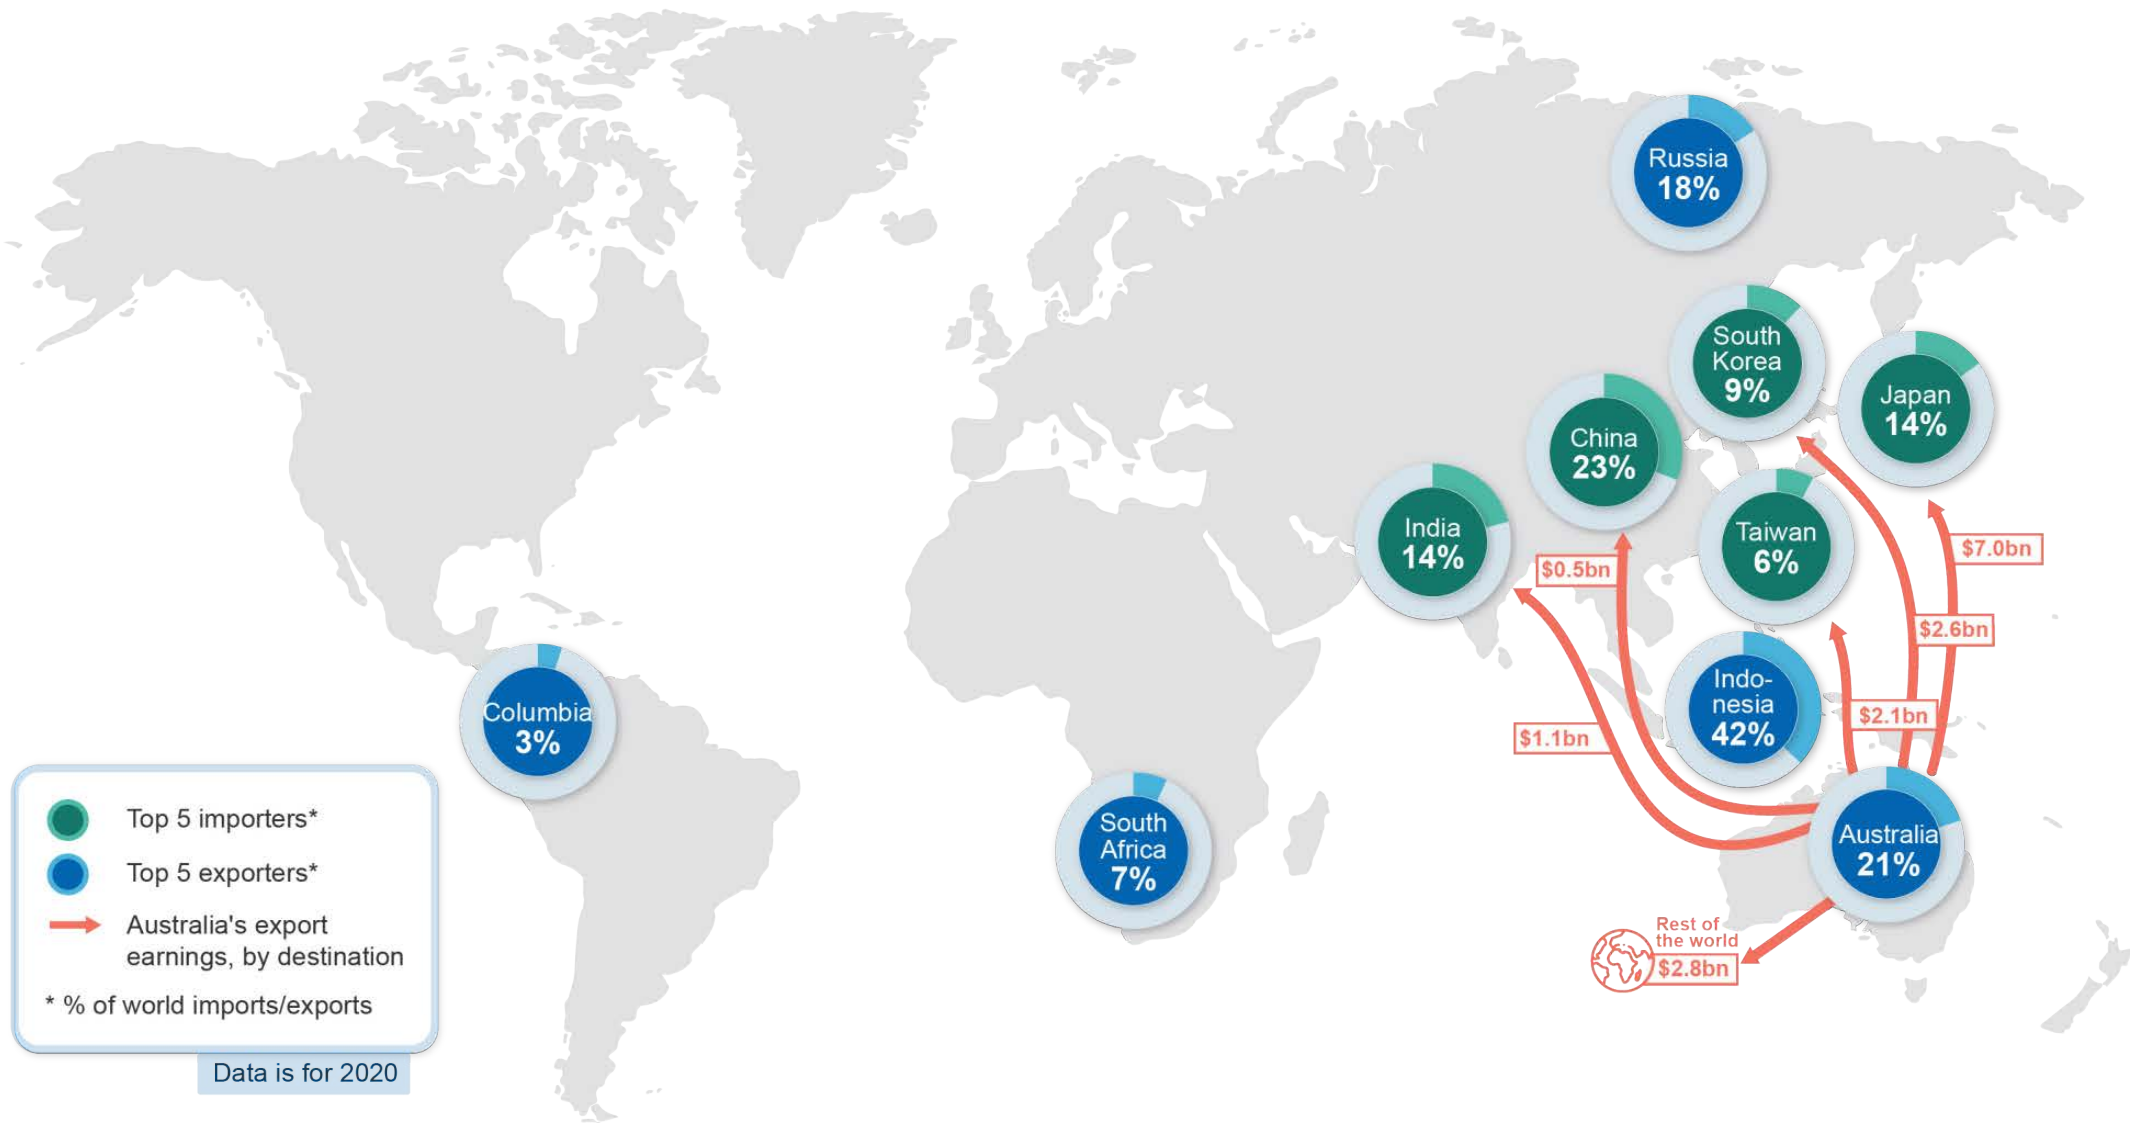 Russia
18%
South
Korea
9%
Japan
14%
China
23%
India
14%
Taiwan
6%
$0.5bn
$7.0bn
$2.6bn
Indo-
nesia
42%
$2.1bn
$1.1bn
Columbia
3%
South
Africa
7%
Australia
21%
Rest of
the world
$2.8bn
Top 5 importers*
Top 5 exporters*
Australia's export
earnings, by destination
* % of world imports/exports
Data is for 2020